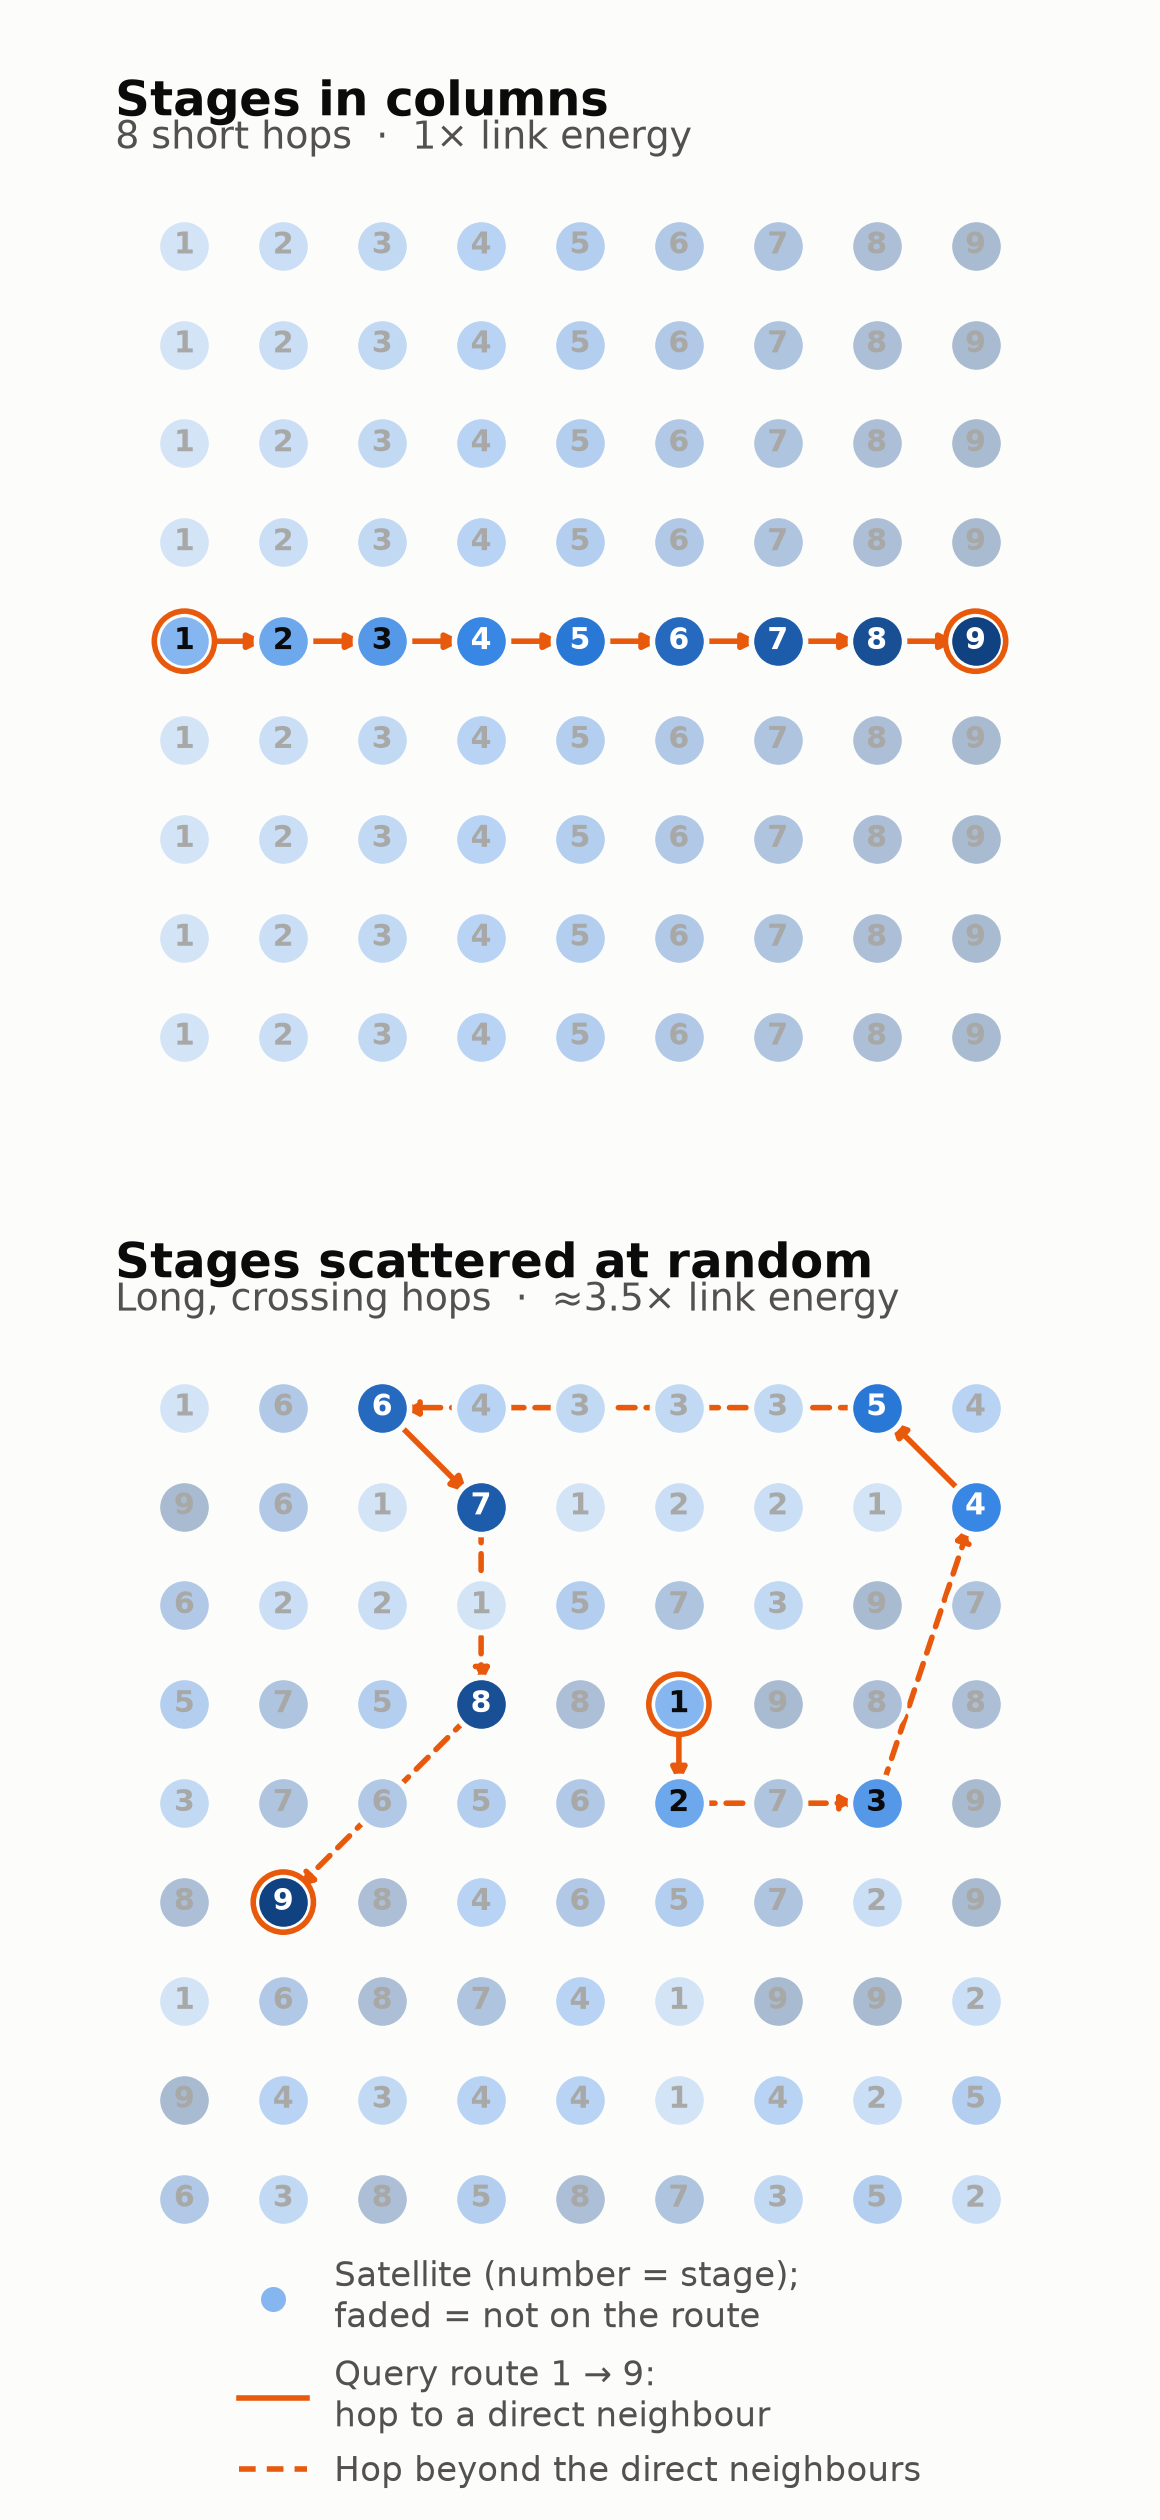 Stages in columns
8 short hops · 1× link energy
1 2 3 4 5 6 7 8 9
1 2 3 4 5 6 7 8 9
1 2 3 4 5 6 7 8 9
1 2 3 4 5 6 7 8 9
1 2 3 4 5 6 7 8 9
1 2 3 4 5 6 7 8 9
1 2 3 4 5 6 7 8 9
1 2 3 4 5 6 7 8 9
1 2 3 4 5 6 7 8 9
Stages scattered at random
Long, crossing hops · ≈3.5× link energy
1 6 6 4 3 3 3 5 4
9 6 1 7 1 2 2 1 4
6 2 2 1 5 7 3 9 7
5 7 5 8 8 1 9 8 8
3 7 6 5 6 2 7 3 9
8 9 8 4 6 5 7 2 9
1 6 8 7 4 1 9 9 2
9 4 3 4 4 1 4 2 5
6 3 8 5 8 7 3 5 2
Satellite (number = stage);
faded = not on the route
Query route 1 → 9:
hop to a direct neighbour
Hop beyond the direct neighbours